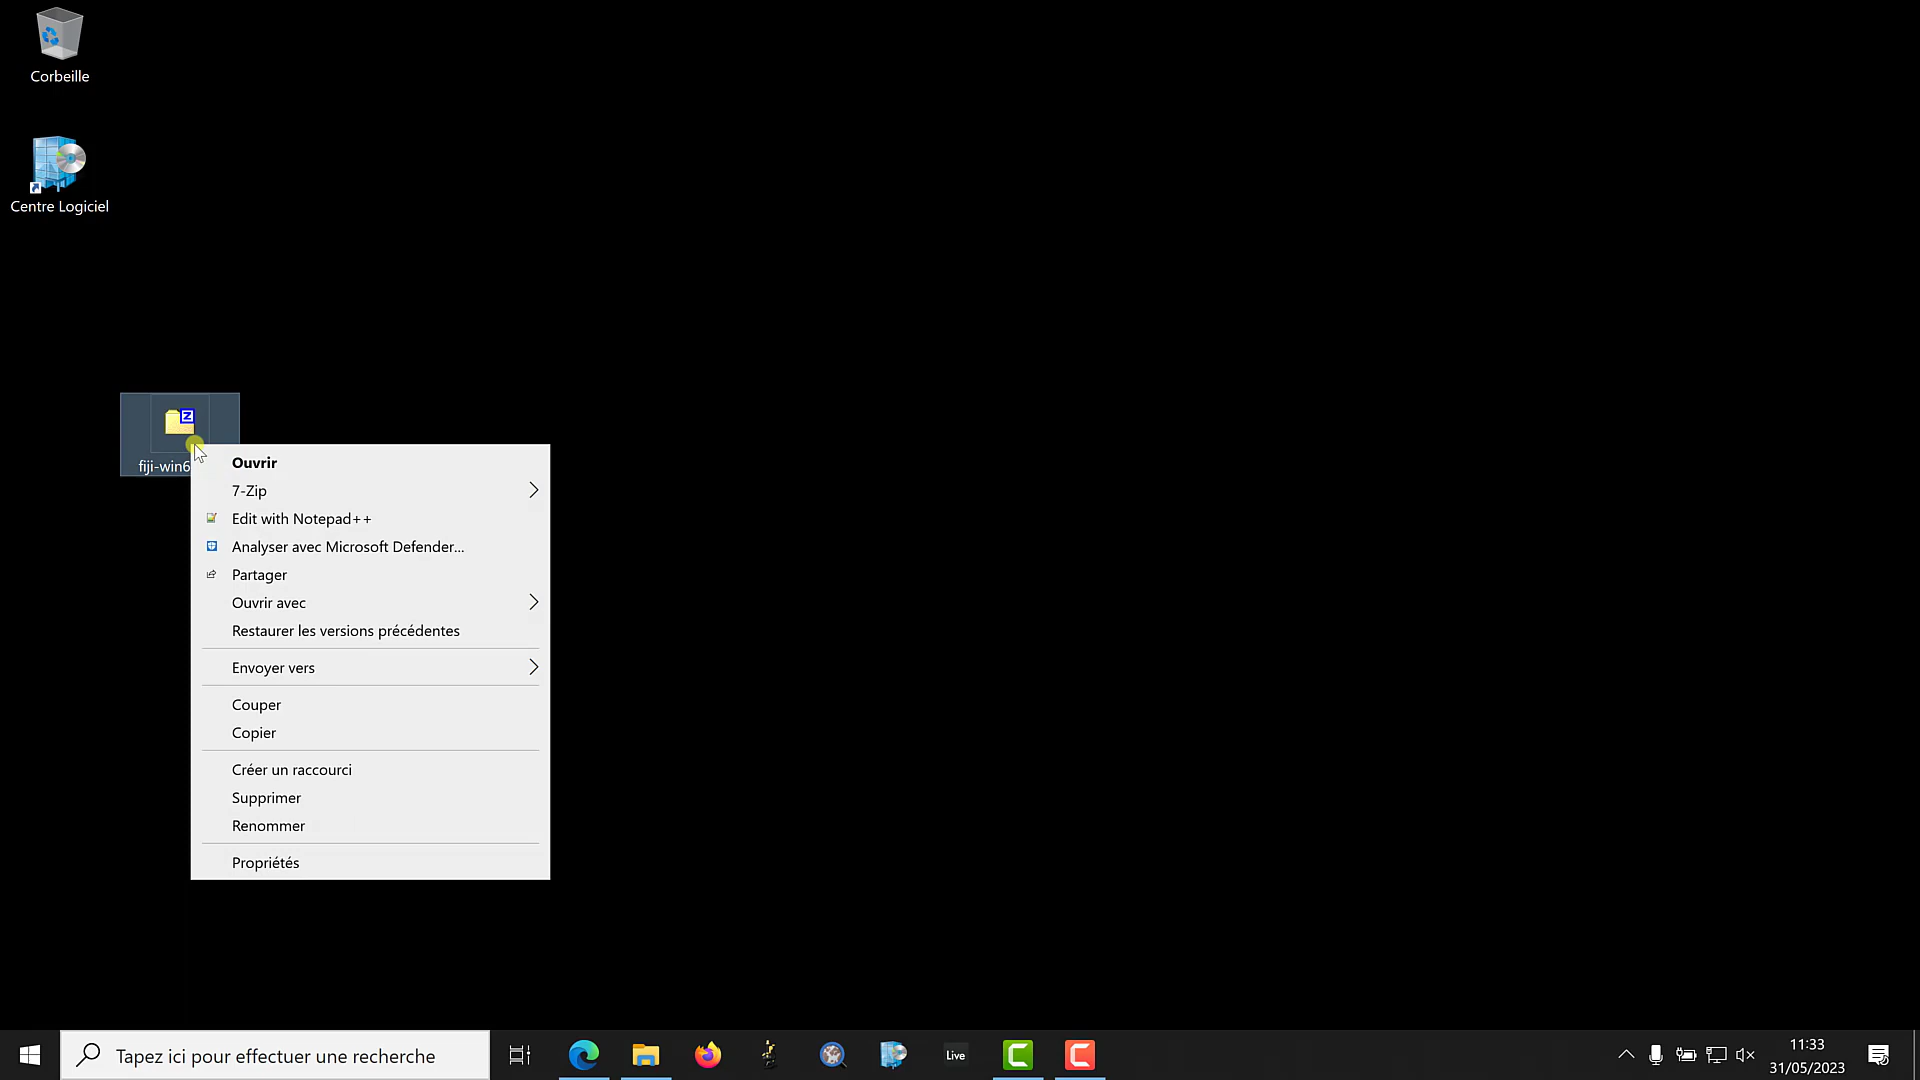 Corbeille
Centre Logiciel
fiji-win6
Ouvrir
7-Zip
Edit with Notepad++
Analyser avec Microsoft Defender...
Partager
Ouvrir avec
Restaurer les versions précédentes
Envoyer vers
Couper
Copier
Créer un raccourci
Supprimer
Renommer
Propriétés
Tapez ici pour effectuer une recherche
Live
11:33
31/05/2023